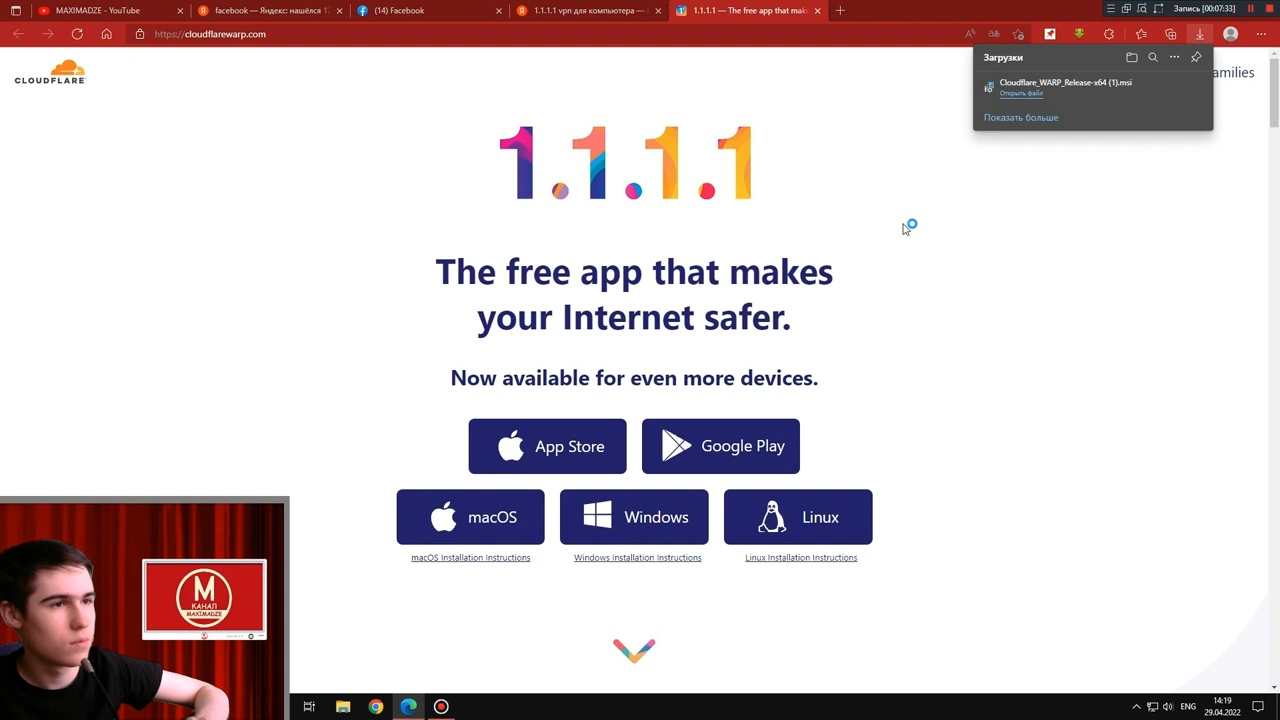 MAXIMADZE - YouTube
facebook — Яндекс: нашёлся 12
(14) Facebook
1.1.1.1 vpn для компьютера —
1.1.1.1 — The free app that make
Запись [00:07:33]
https://cloudflarewarp.com
CLOUDFLARE
amilies
Загрузки
Cloudflare_WARP_Release-x64 (1).msi
Открыть файл
Показать больше
1.1.1.1
The free app that makes
your Internet safer.
Now available for even more devices.
App Store
Google Play
macOS
Windows
Linux
macOS Installation Instructions
Windows Installation Instructions
Linux Installation Instructions
M
КАНАЛ
MAXIMADZE
ENG
14:19
29.04.2022